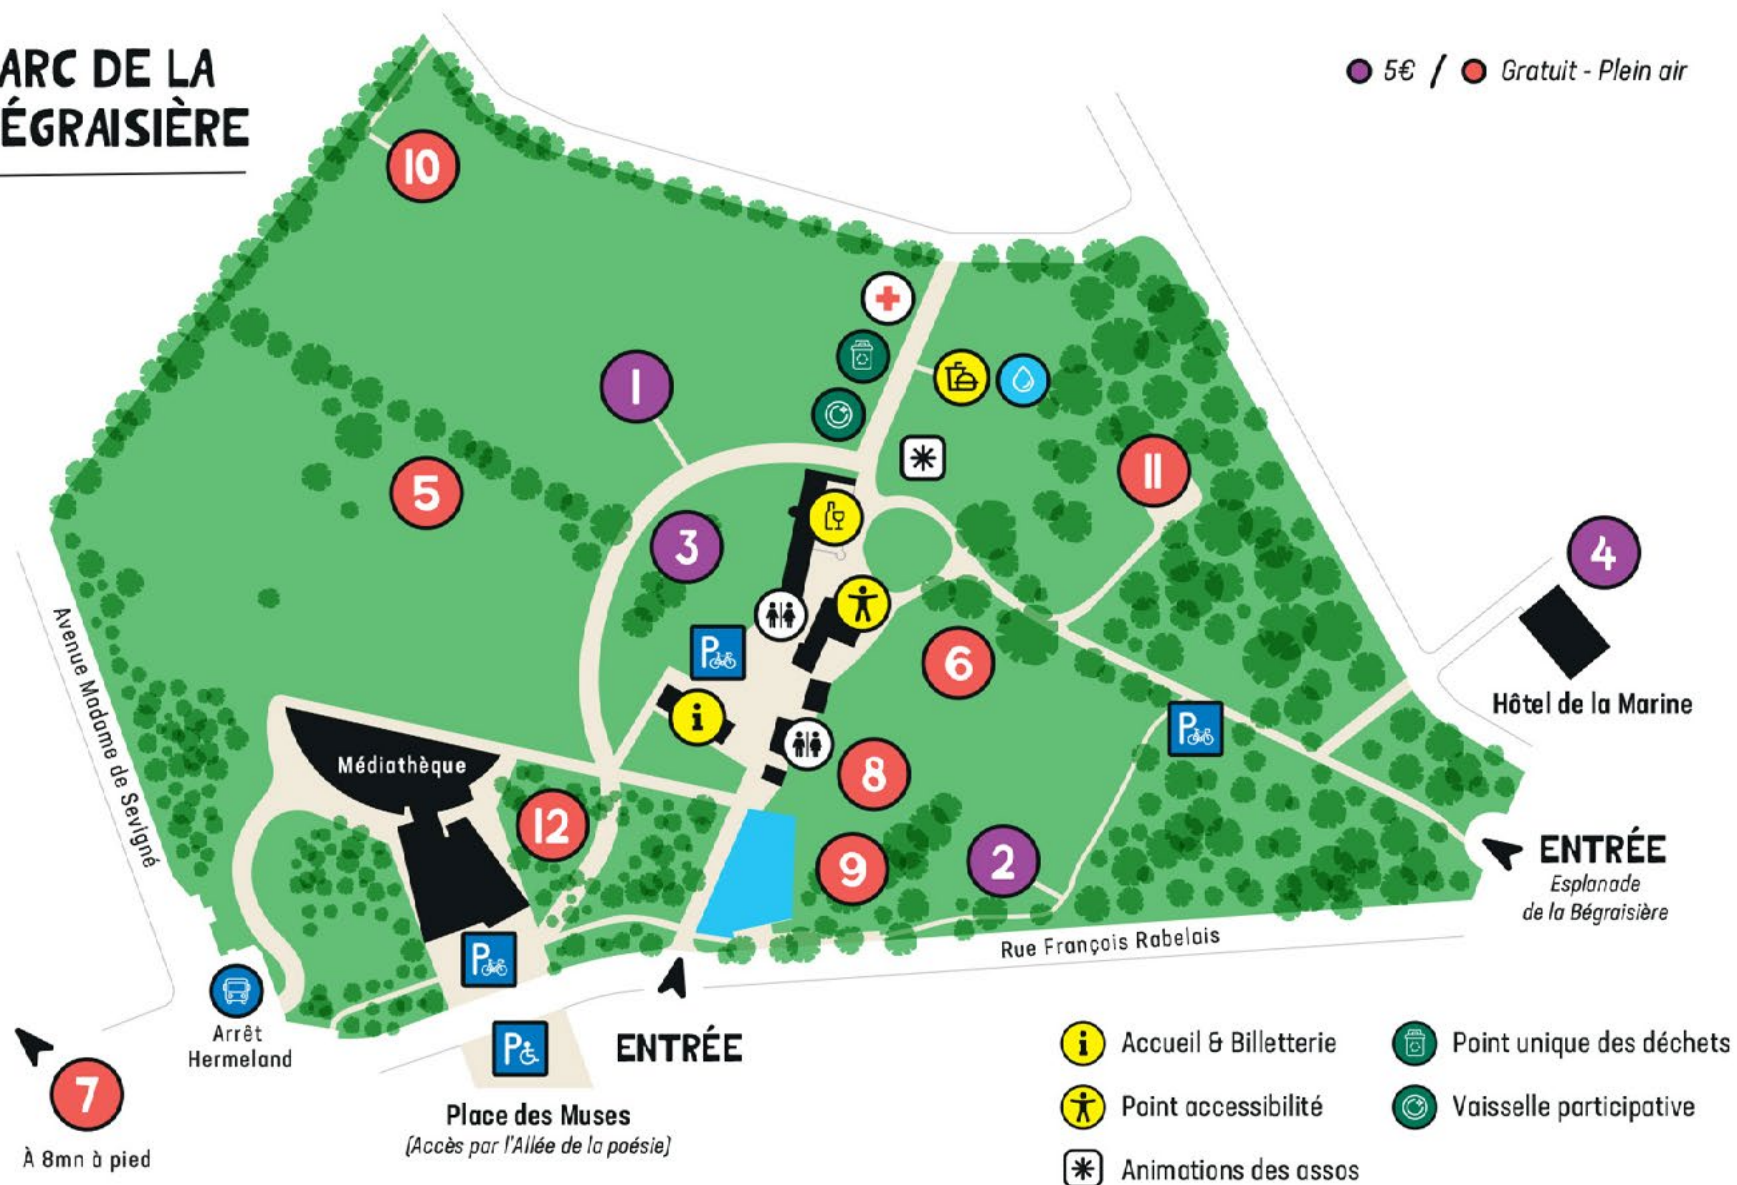 ARC DE LA
ÉGRAISIÈRE
5€ / Gratuit - Plein air
10
1
5
11
3
4
Hôtel de la Marine
6
Avenue Madame de Sevigné
Médiathèque
P
i
P
8
12
9
2
ENTRÉE
Esplanade
de la Bégraisière
Rue François Rabelais
P
Arrêt
Hermeland
P
ENTRÉE
7
À 8mn à pied
Place des Muses
(Accès par l'Allée de la poésie)
i Accueil & Billetterie
Point accessibilité
Animations des assos
Point unique des déchets
Vaisselle participative